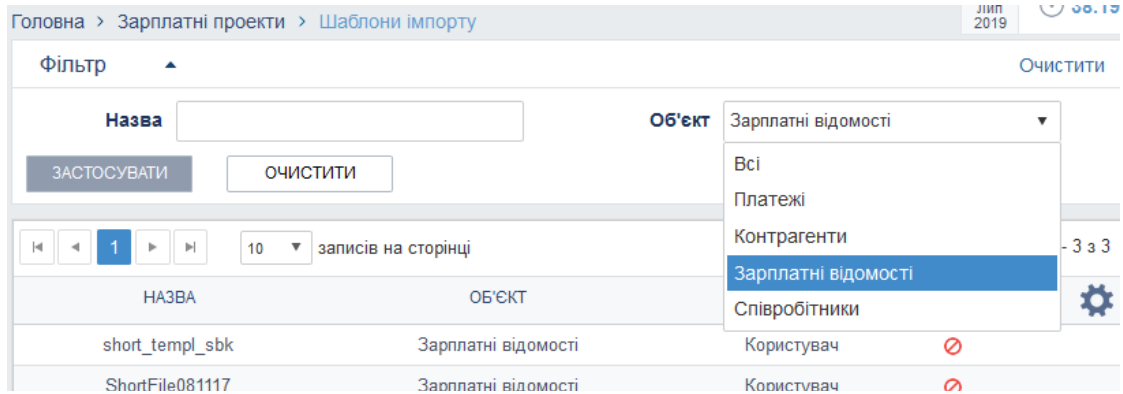 Головна > Зарплатні проекти > Шаблони імпорту
2019
Фільтр
Очистити
Назва
Об'єкт
Зарплатні відомості
ЗАСТОСУВАТИ
ОЧИСТИТИ
Всі
Платежі
Контрагенти
Зарплатні відомості
Співробітники
1
10
записів на сторінці
- 3 з 3
НАЗВА
ОБ'ЄКТ
short_templ_sbk
Зарплатні відомості
Користувач
ShortFile081117
Зарплатні відомості
Користувач